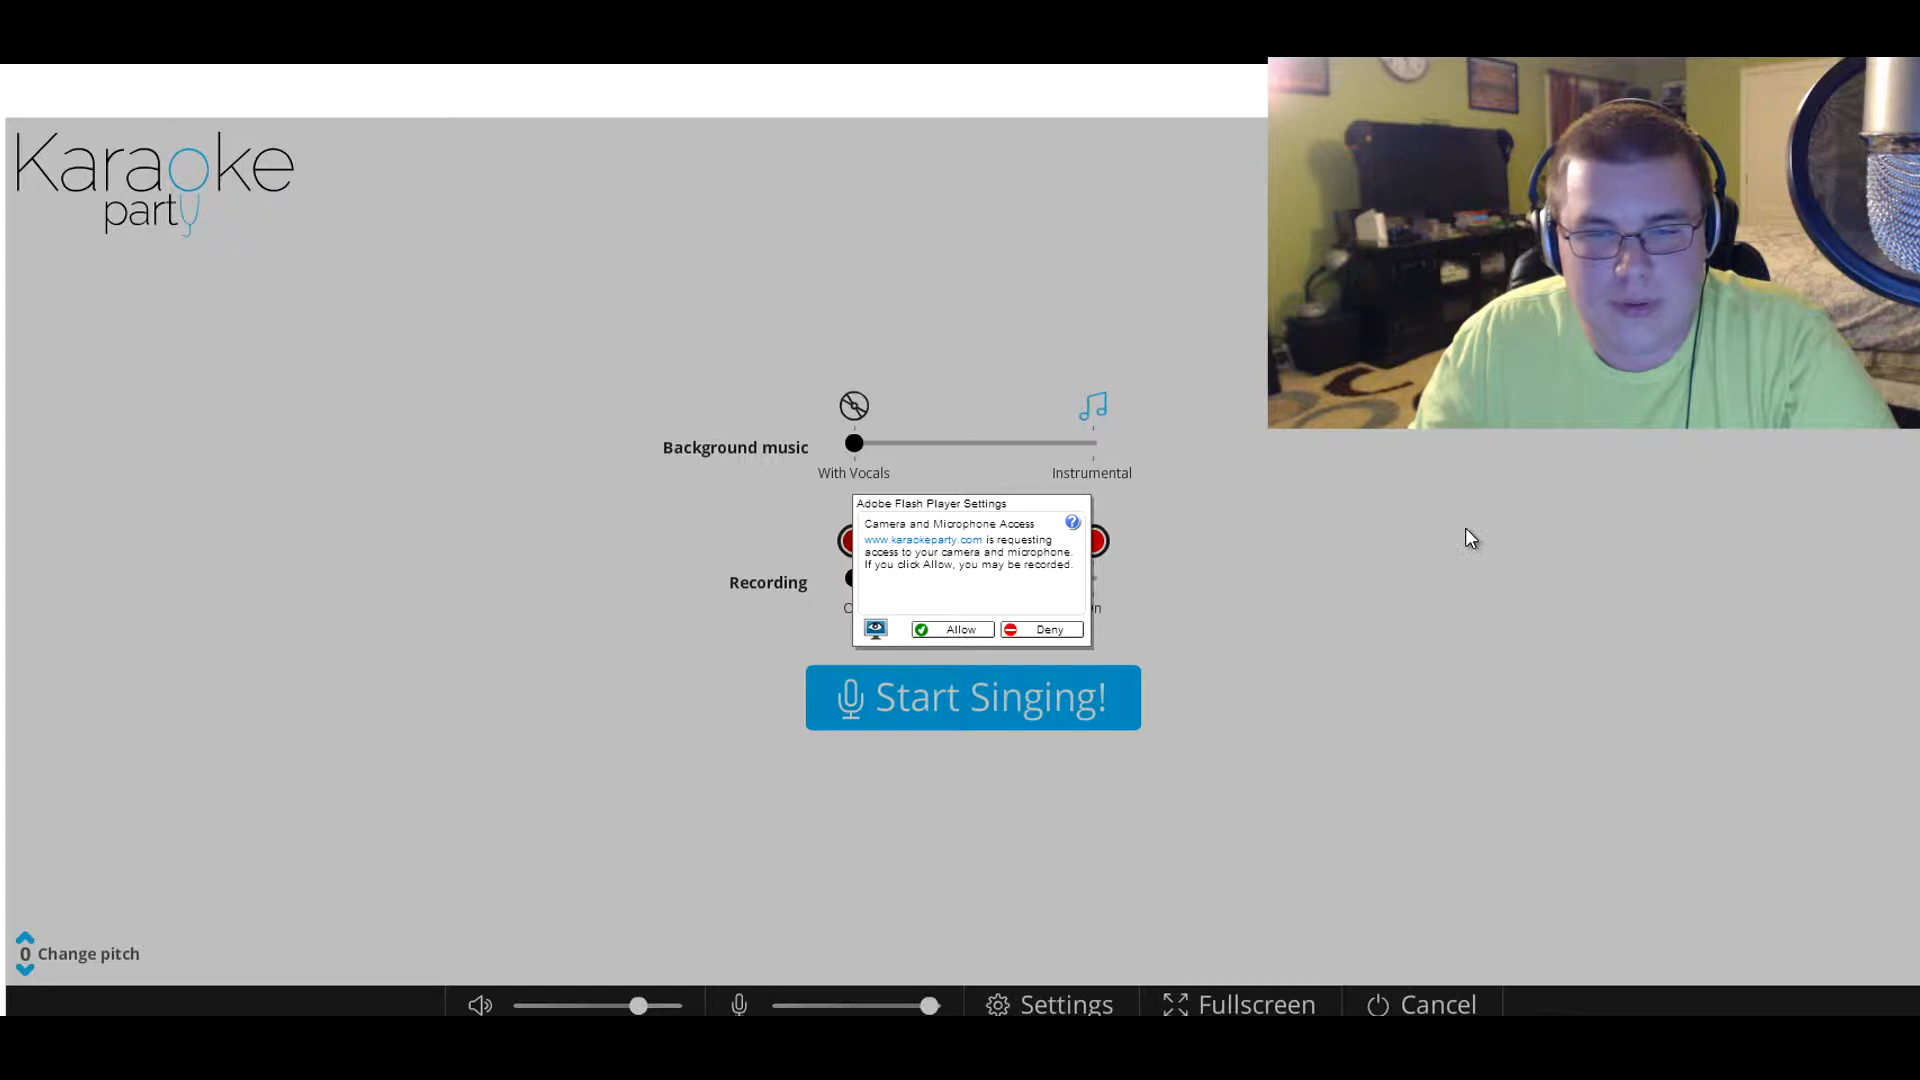 Karaoke
party
Background music
With Vocals
Instrumental
Adobe Flash Player Settings
Camera and Microphone Access
?
www.karaokeparty.com is requesting
access to your camera and microphone.
If you click Allow, you may be recorded.
Recording
Allow
Deny
Start Singing!
0 Change pitch
Settings
Fullscreen
Cancel